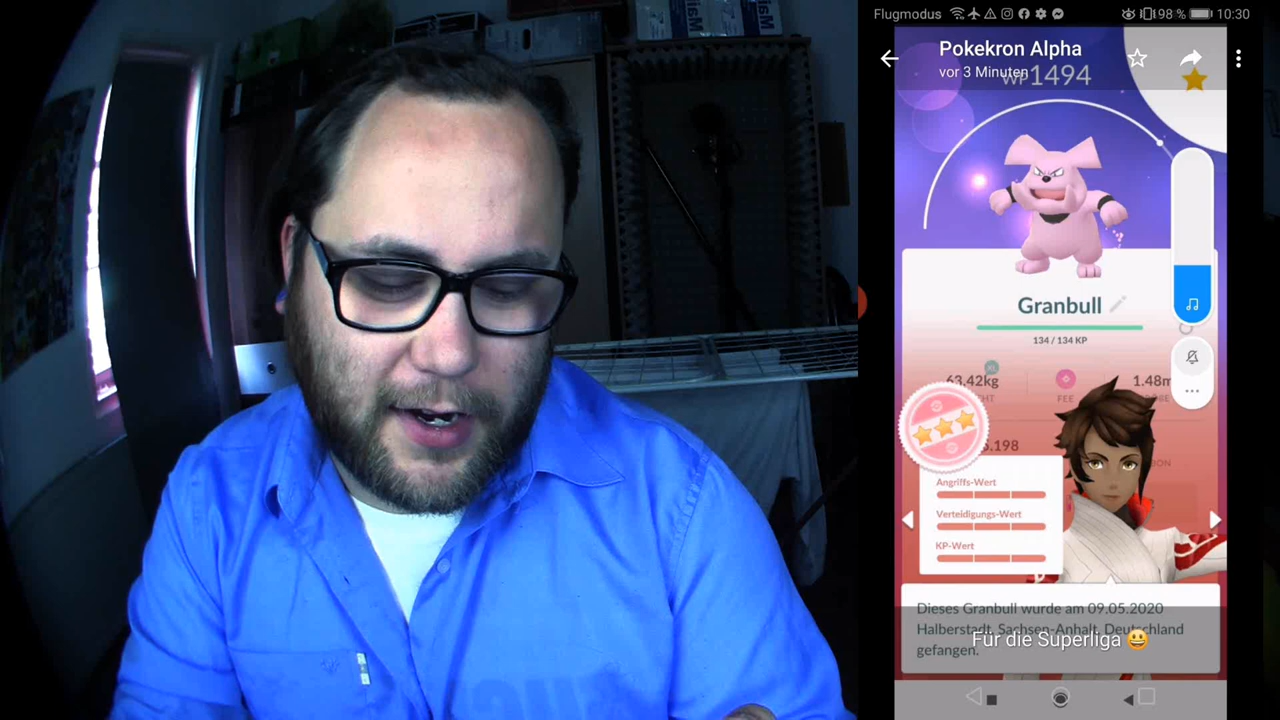 Flugmodus 98 % 10:30
Pokekron Alpha
vor 3 Minuten
WP1494
Granbull
134 / 134 KP
63.42kg
1.48m
FEE
198
Angriffs-Wert
Verteidigungs-Wert
KP-Wert
Dieses Granbull wurde am 09.05.2020
Halberstadt, Sachsen-Anhalt, Deutschland
gefangen.
Für die Superliga 😃